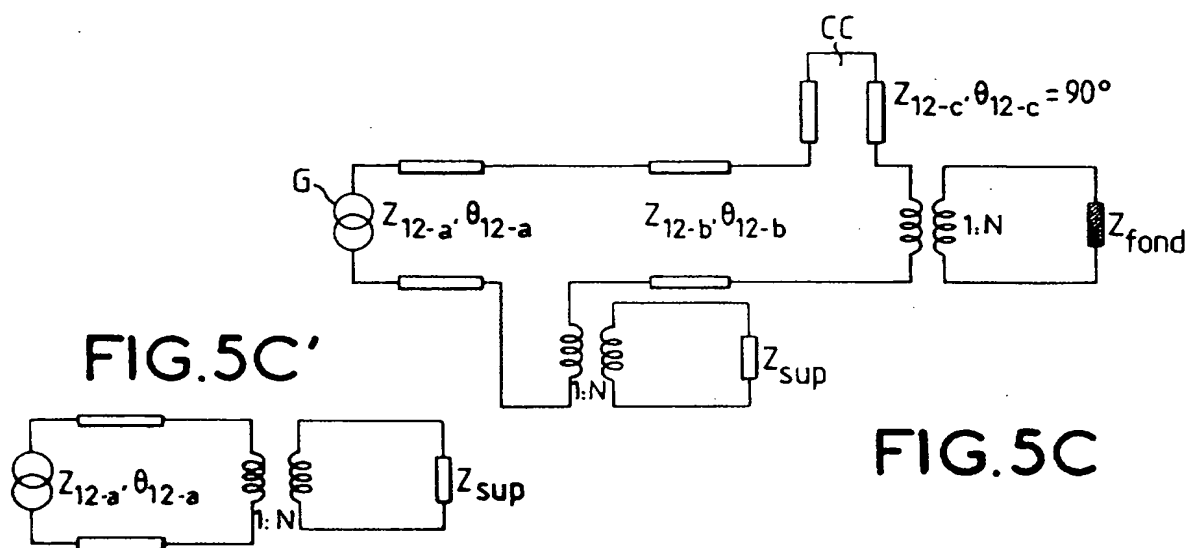 CC
Z12-c, θ12-c = 90°
G
Z12-a, θ12-a
Z12-b, θ12-b
1:N
Zfond
1:N
Zsup
FIG.5C'
FIG.5C
Z12-a, θ12-a
1:N
Zsup